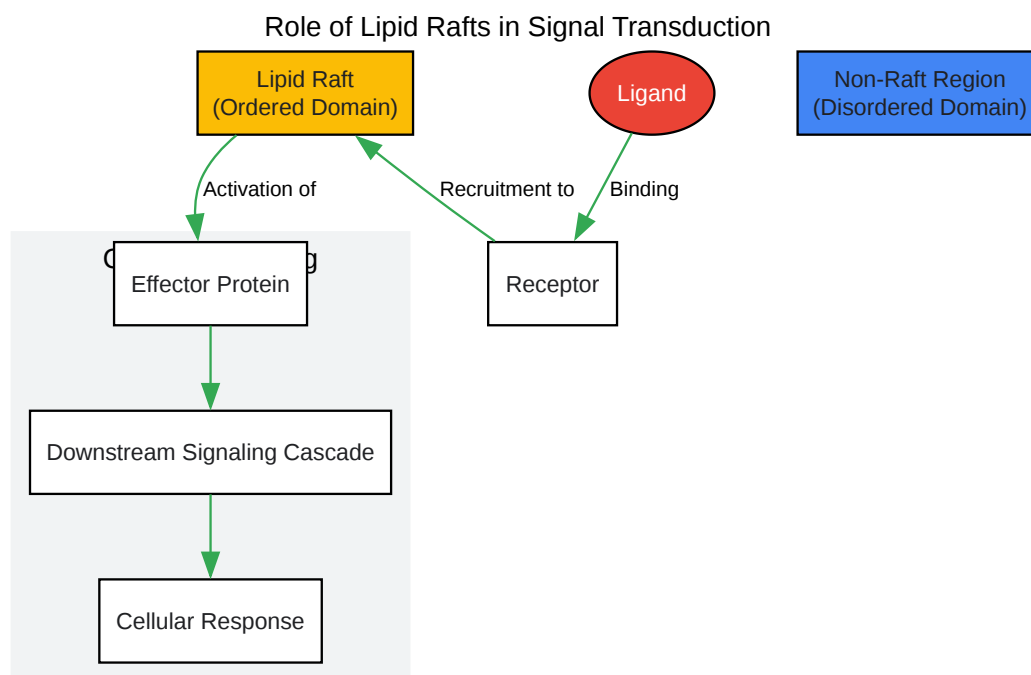 Role of Lipid Rafts in Signal Transduction
Lipid Raft
(Ordered Domain)
Ligand
Non-Raft Region
(Disordered Domain)
Activation of
Recruitment to
Binding
Effector Protein
Receptor
Downstream Signaling Cascade
Cellular Response